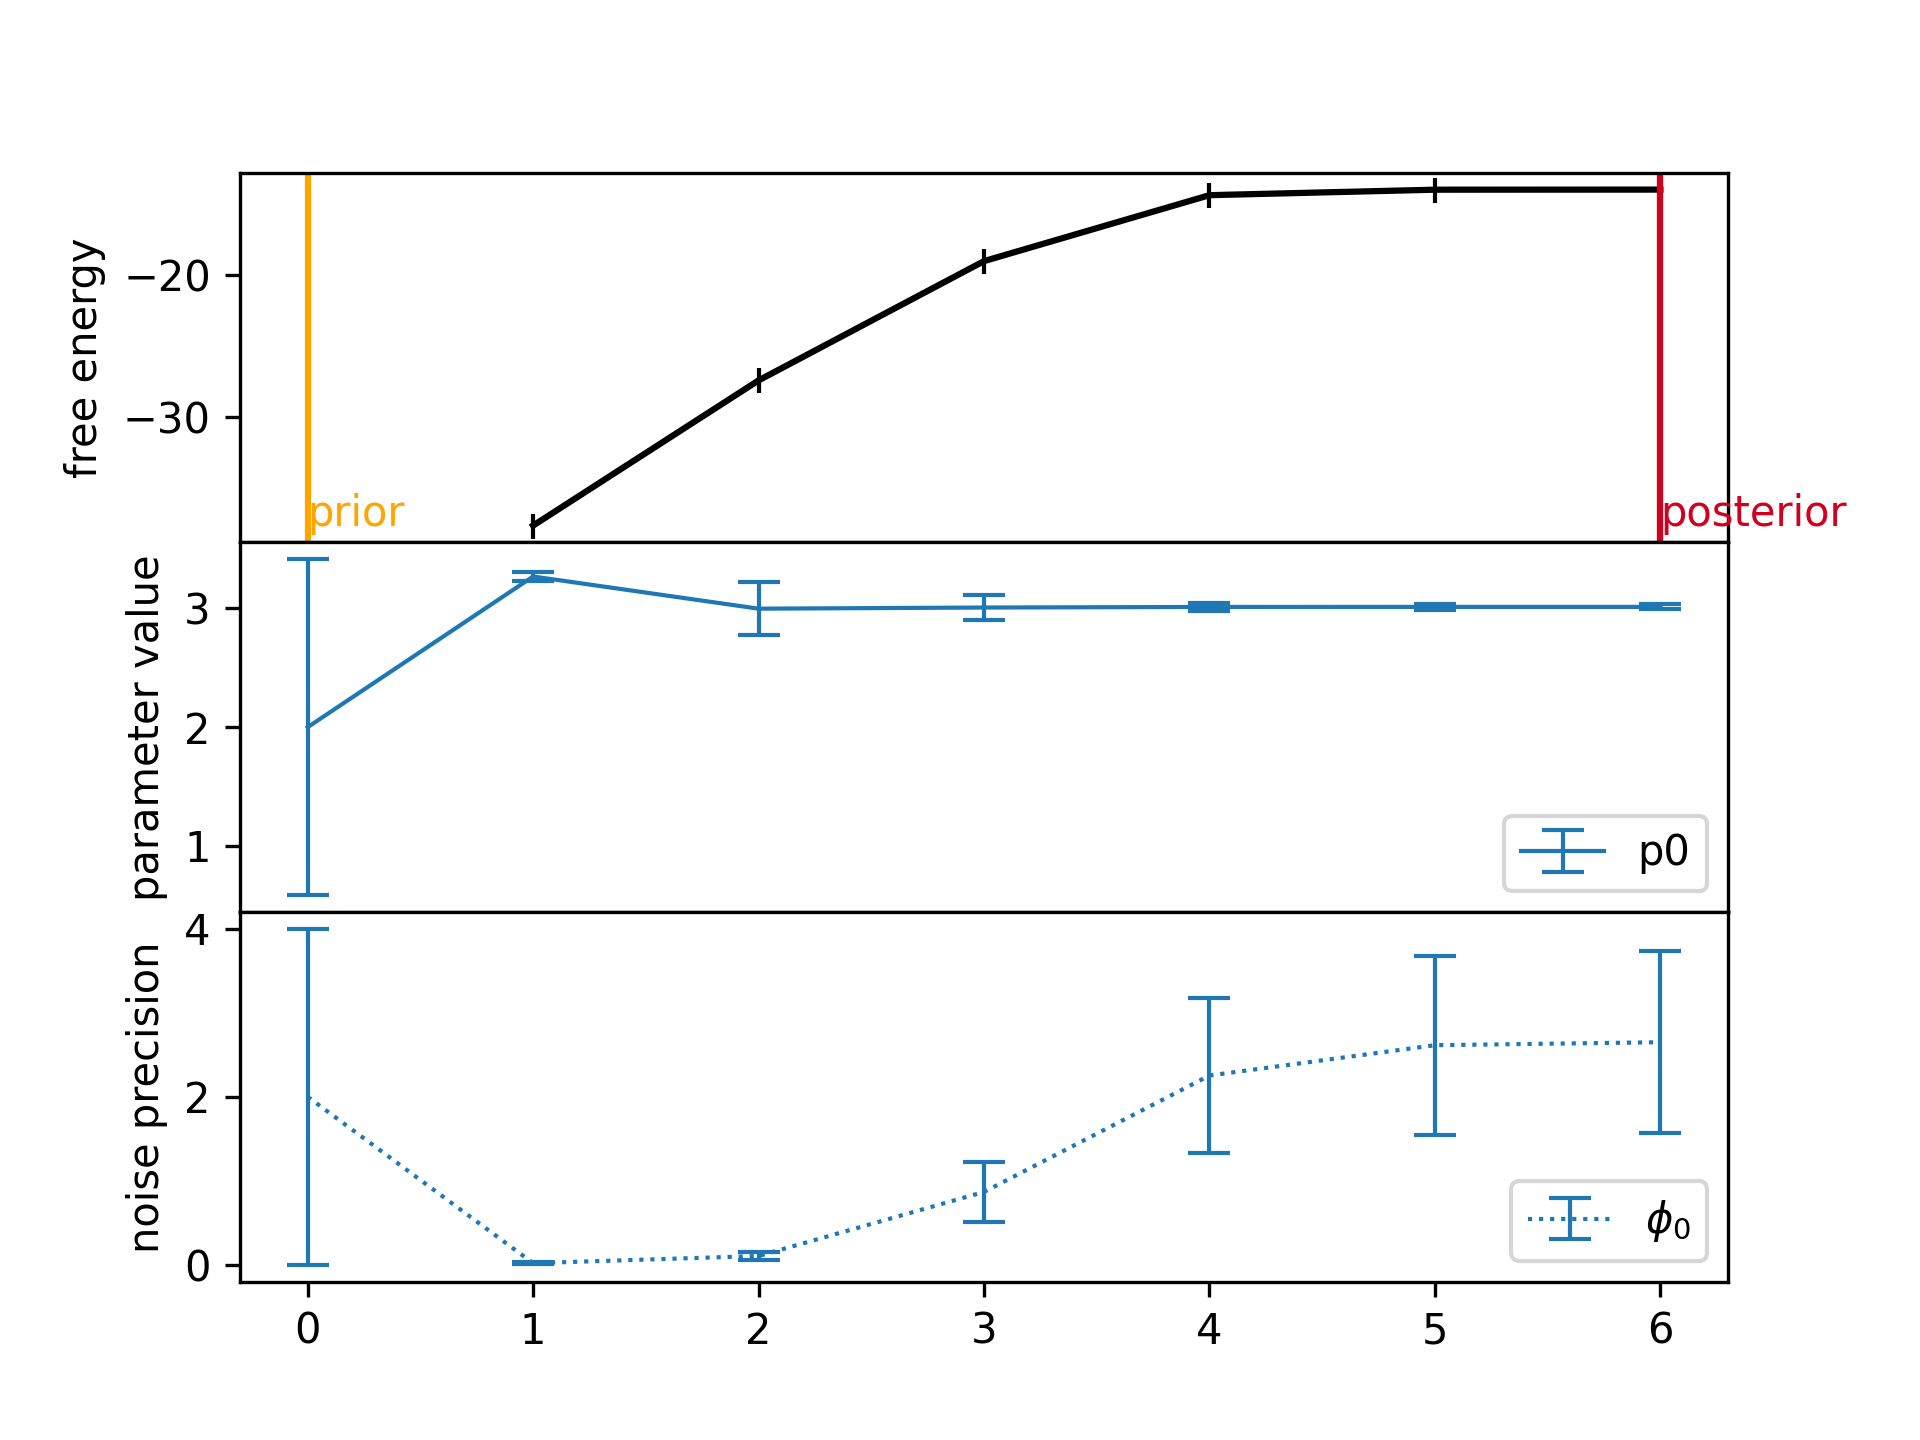 free energy
−20
−30
prior
posterior
parameter value
3
2
1
p0
noise precision
4
2
0
ϕ₀
0 1 2 3 4 5 6